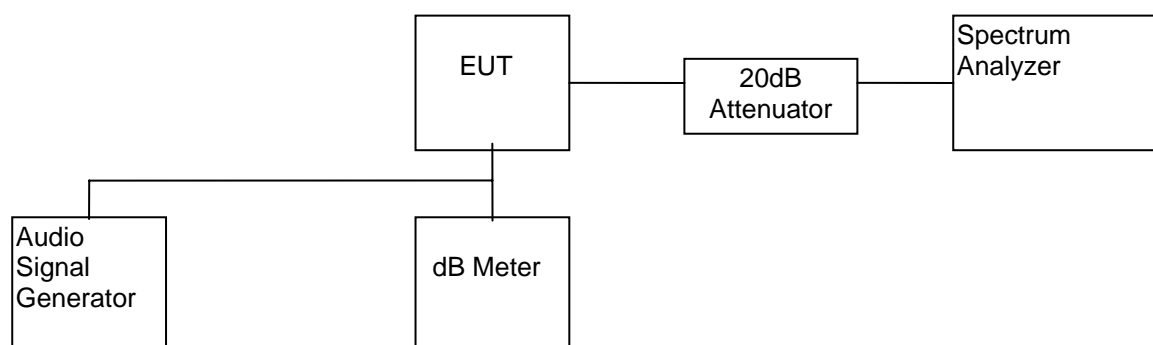 EUT
20dB
Attenuator
Spectrum
Analyzer
Audio
Signal
Generator
dB Meter